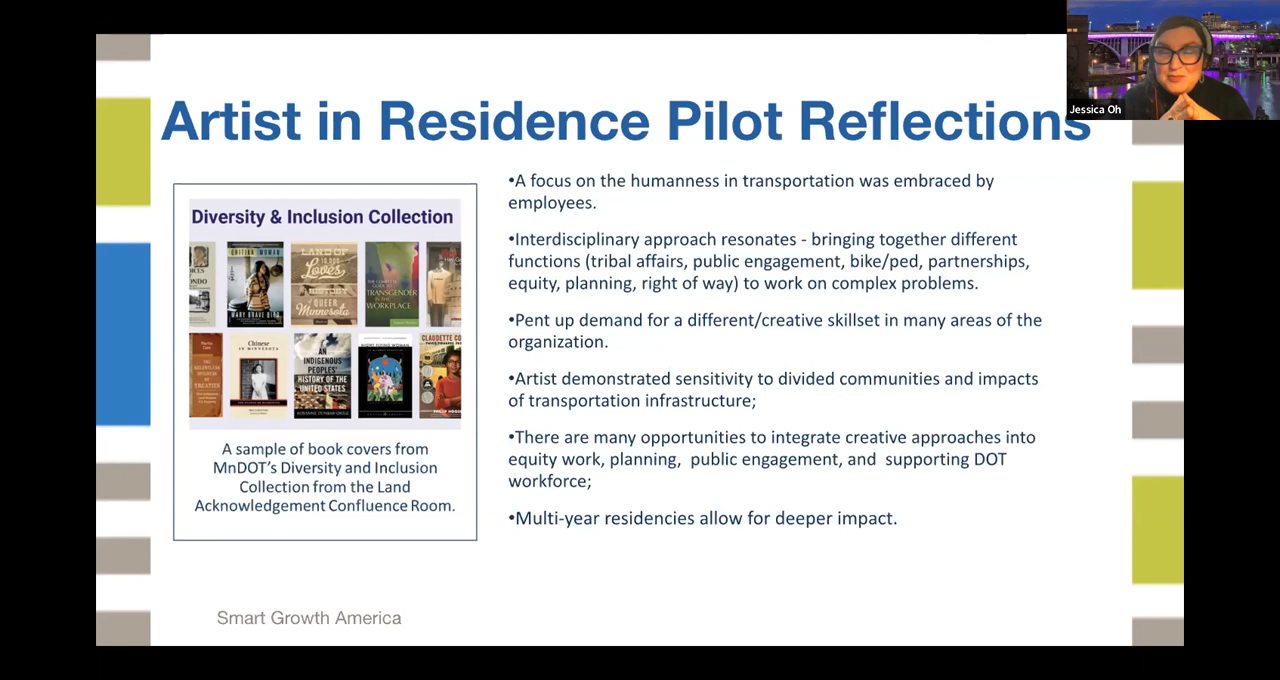 Jessica Oh
Artist in Residence Pilot Reflections
Diversity & Inclusion Collection
LAND OF
10,000
Loves
HISTORY
QUEER
Minnesota
TRANSGENDER
IN THE
WORKPLACE
MARY BRAVE BIRD
Chinese
IN MINNESOTA
AN
INDIGENOUS
PEOPLES'
HISTORY OF THE
UNITED STATES
CLAUDETTE CO
A sample of book covers from
MnDOT’s Diversity and Inclusion
Collection from the Land
Acknowledgement Confluence Room.
•A focus on the humanness in transportation was embraced by
employees.
•Interdisciplinary approach resonates - bringing together different
functions (tribal affairs, public engagement, bike/ped, partnerships,
equity, planning, right of way) to work on complex problems.
•Pent up demand for a different/creative skillset in many areas of the
organization.
•Artist demonstrated sensitivity to divided communities and impacts
of transportation infrastructure;
•There are many opportunities to integrate creative approaches into
equity work, planning,  public engagement, and  supporting DOT
workforce;
•Multi-year residencies allow for deeper impact.
Smart Growth America